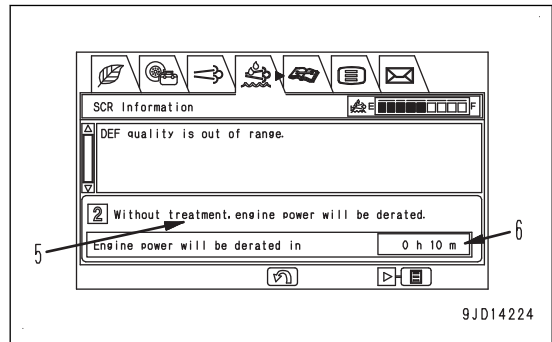 SCR Information
E
F
DEF quality is out of range.
2 Without treatment, engine power will be derated.
Engine power will be derated in 0 h 10 m
5
6
9JD14224